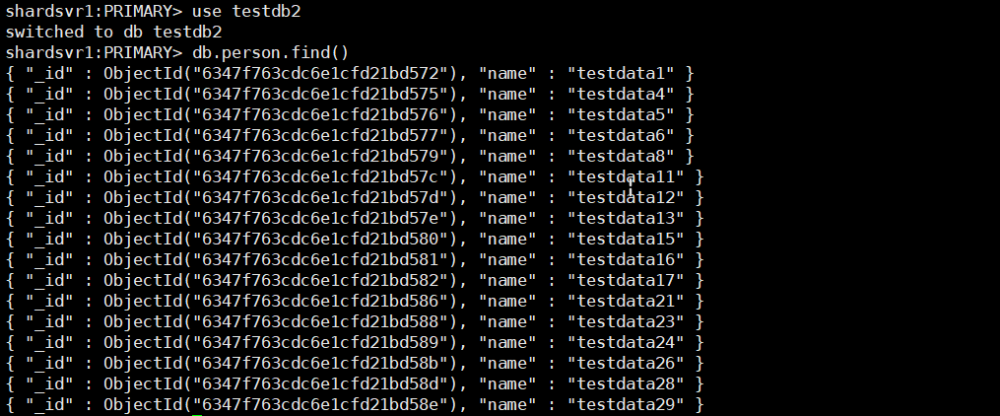 shardsvr1:PRIMARY> use testdb2
switched to db testdb2
shardsvr1:PRIMARY> db.person.find()
{ "_id" : ObjectId("6347f763cdc6e1cfd21bd572"), "name" : "testdata1" }
{ "_id" : ObjectId("6347f763cdc6e1cfd21bd575"), "name" : "testdata4" }
{ "_id" : ObjectId("6347f763cdc6e1cfd21bd576"), "name" : "testdata5" }
{ "_id" : ObjectId("6347f763cdc6e1cfd21bd577"), "name" : "testdata6" }
{ "_id" : ObjectId("6347f763cdc6e1cfd21bd579"), "name" : "testdata8" }
{ "_id" : ObjectId("6347f763cdc6e1cfd21bd57c"), "name" : "testdata11" }
{ "_id" : ObjectId("6347f763cdc6e1cfd21bd57d"), "name" : "testdata12" }
{ "_id" : ObjectId("6347f763cdc6e1cfd21bd57e"), "name" : "testdata13" }
{ "_id" : ObjectId("6347f763cdc6e1cfd21bd580"), "name" : "testdata15" }
{ "_id" : ObjectId("6347f763cdc6e1cfd21bd581"), "name" : "testdata16" }
{ "_id" : ObjectId("6347f763cdc6e1cfd21bd582"), "name" : "testdata17" }
{ "_id" : ObjectId("6347f763cdc6e1cfd21bd586"), "name" : "testdata21" }
{ "_id" : ObjectId("6347f763cdc6e1cfd21bd588"), "name" : "testdata23" }
{ "_id" : ObjectId("6347f763cdc6e1cfd21bd589"), "name" : "testdata24" }
{ "_id" : ObjectId("6347f763cdc6e1cfd21bd58b"), "name" : "testdata26" }
{ "_id" : ObjectId("6347f763cdc6e1cfd21bd58d"), "name" : "testdata28" }
{ "_id" : ObjectId("6347f763cdc6e1cfd21bd58e"), "name" : "testdata29" }